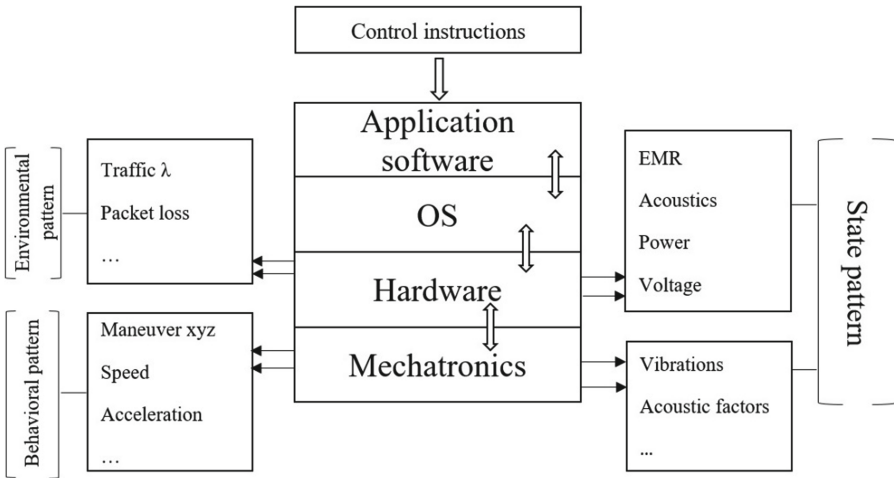 Control instructions
Application
software
OS
Hardware
Mechatronics
Environmental
pattern
Traffic λ
Packet loss
…
Behavioral pattern
Maneuver xyz
Speed
Acceleration
…
EMR
Acoustics
Power
Voltage
Vibrations
Acoustic factors
...
State pattern